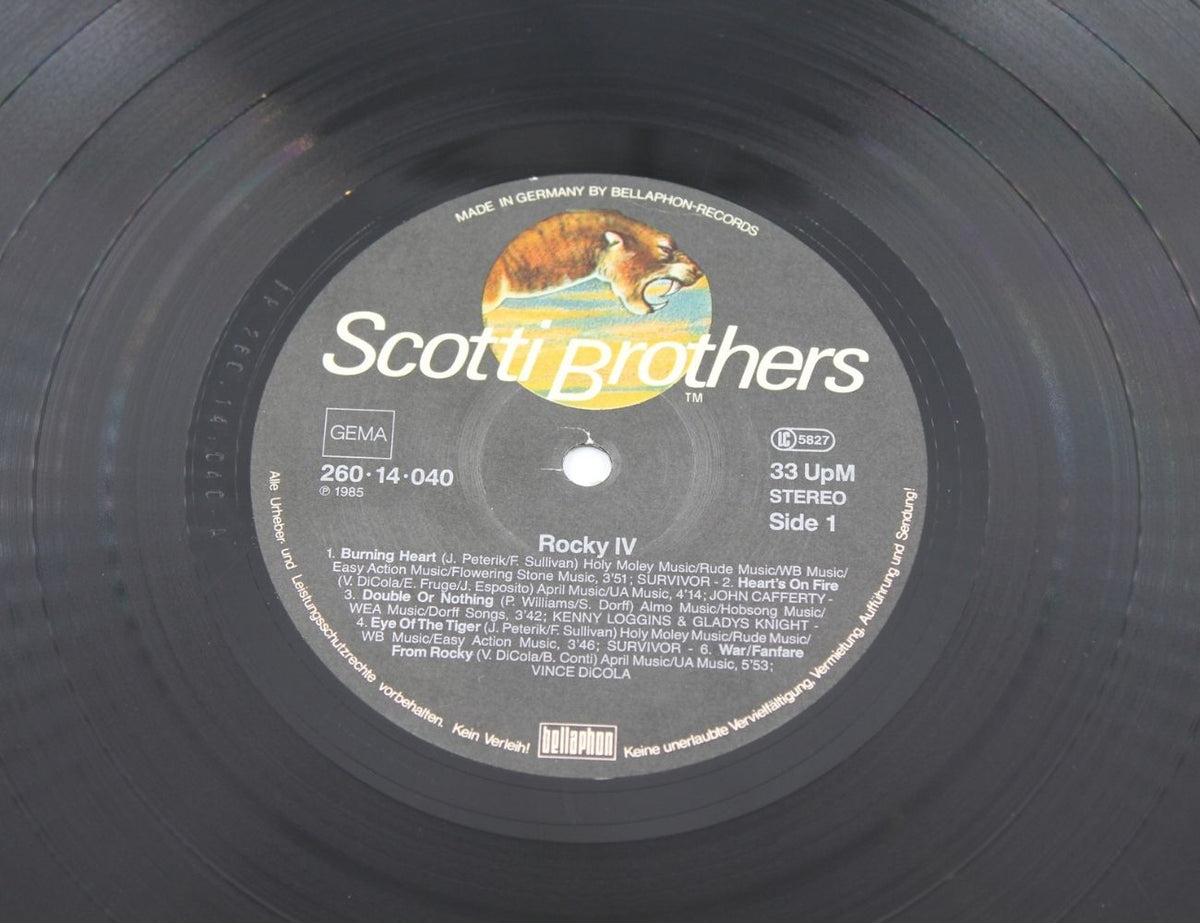 MADE IN GERMANY BY BELLAPHON-RECORDS
Scotti Brothers
TM
GEMA
260·14·040
℗ 1985
LC 5827
33 UpM
STEREO
Side 1
Rocky IV
1. Burning Heart (J. Peterik/F. Sullivan) Holy Moley Music/Rude Music/WB Music/
Easy Action Music/Flowering Stone Music, 3'51; SURVIVOR - 2. Heart's On Fire
(V. DiCola/E. Fruge/J. Esposito) April Music/UA Music, 4'14; JOHN CAFFERTY -
3. Double Or Nothing (P. Williams/S. Dorff) Almo Music/Hobsong Music/
WEA Music/Dorff Songs, 3'42; KENNY LOGGINS & GLADYS KNIGHT -
4. Eye Of The Tiger (J. Peterik/F. Sullivan) Holy Moley Music/Rude Music/
WB Music/Easy Action Music, 3'46; SURVIVOR - 6. War/Fanfare
From Rocky (V. DiCola/B. Conti) April Music/UA Music, 5'53;
VINCE DiCOLA
Alle Urheber- und Leistungsschutzrechte vorbehalten. Kein Verleih!
bellaphon
Keine unerlaubte Vervielfältigung, Vermietung, Aufführung und Sendung!